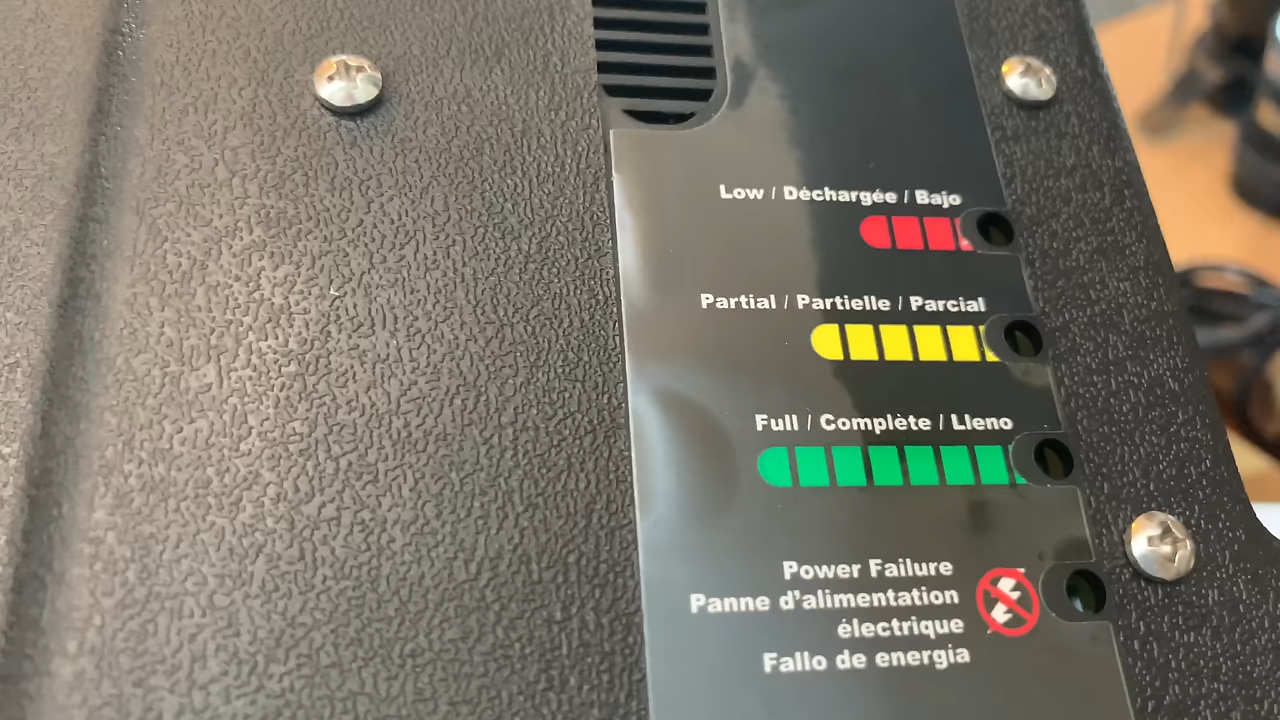 Low / Déchargée / Bajo
Partial / Partielle / Parcial
Full / Complète / Lleno
Power Failure
Panne d'alimentation
électrique
Fallo de energia